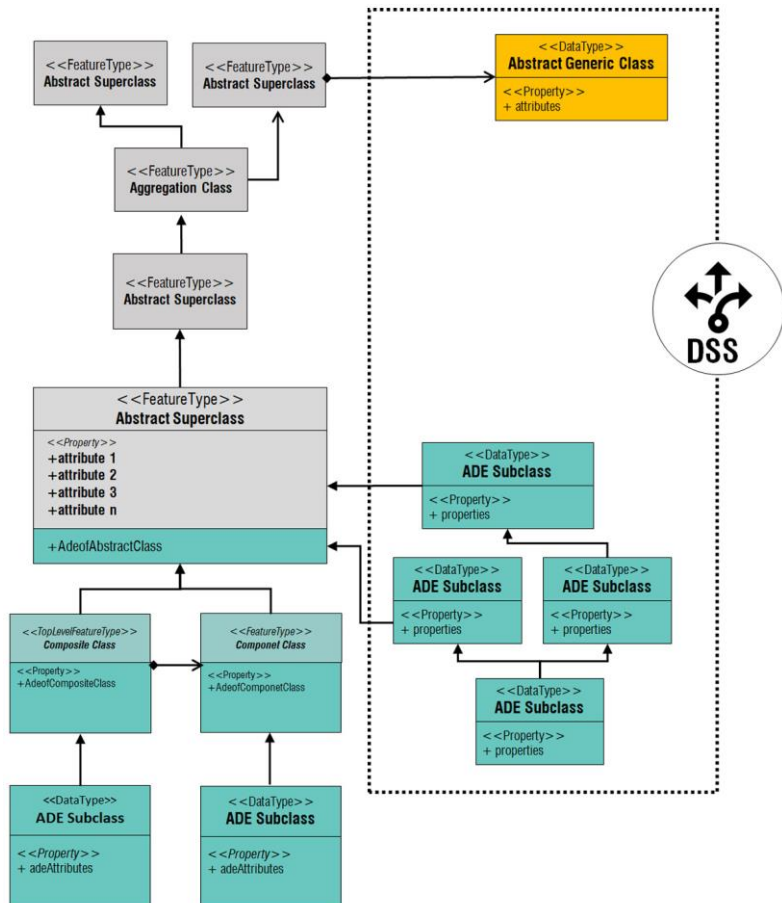 <<FeatureType>>
Abstract Superclass
<<FeatureType>>
Abstract Superclass
<<DataType>>
Abstract Generic Class
<<Property>>
+ attributes
<<FeatureType>>
Aggregation Class
<<FeatureType>>
Abstract Superclass
DSS
<<FeatureType>>
Abstract Superclass
<<Property>>
+attribute 1
+attribute 2
+attribute 3
+attribute n
+AdeofAbstractClass
<<DataType>>
ADE Subclass
<<Property>>
+ properties
<<DataType>>
ADE Subclass
<<Property>>
+ properties
<<DataType>>
ADE Subclass
<<Property>>
+ properties
<<DataType>>
ADE Subclass
<<Property>>
+ properties
<<TopLevelFeatureType>>
Composite Class
<<Property>>
+AdeofCompositeClass
<<FeatureType>>
Componet Class
<<Property>>
+AdeofComponetClass
<<DataType>>
ADE Subclass
<<Property>>
+ adeAttributes
<<DataType>>
ADE Subclass
<<Property>>
+ adeAttributes